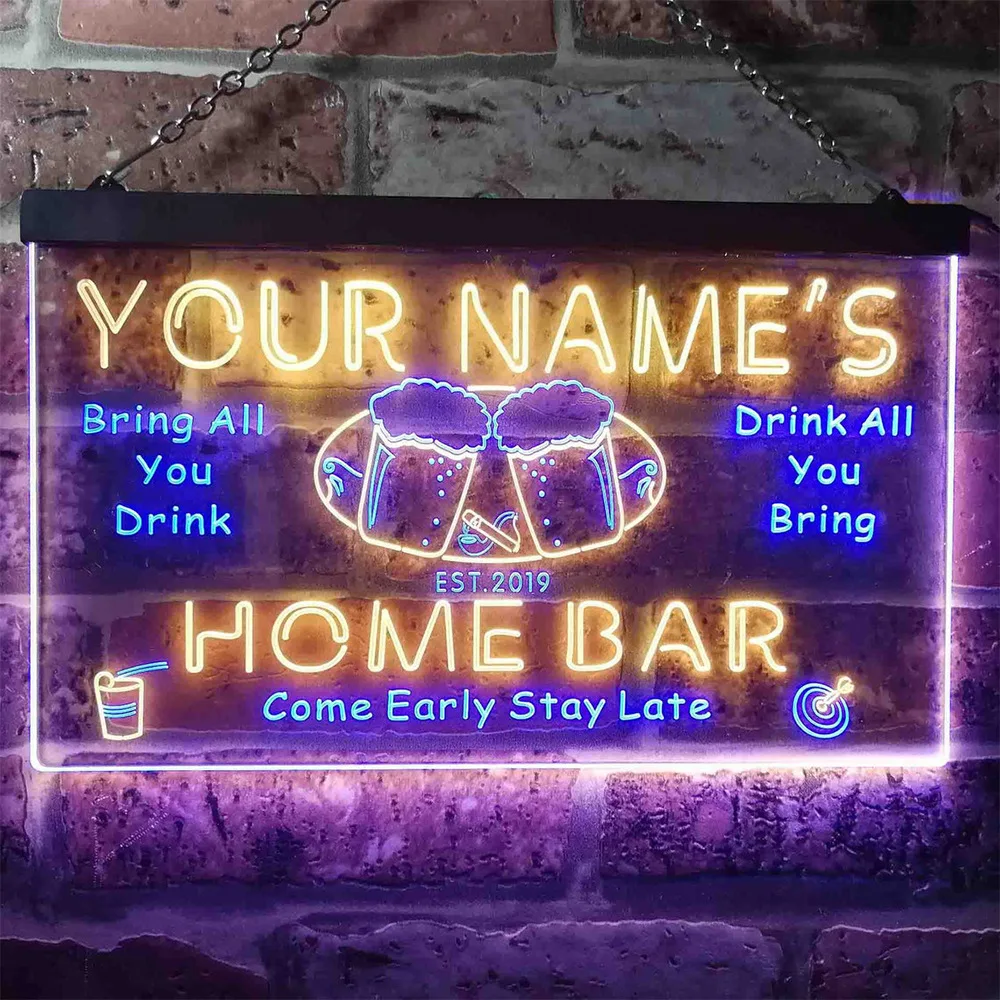 YOUR NAME'S
Bring All
You
Drink
Drink All
You
Bring
EST.2019
HOME BAR
Come Early Stay Late